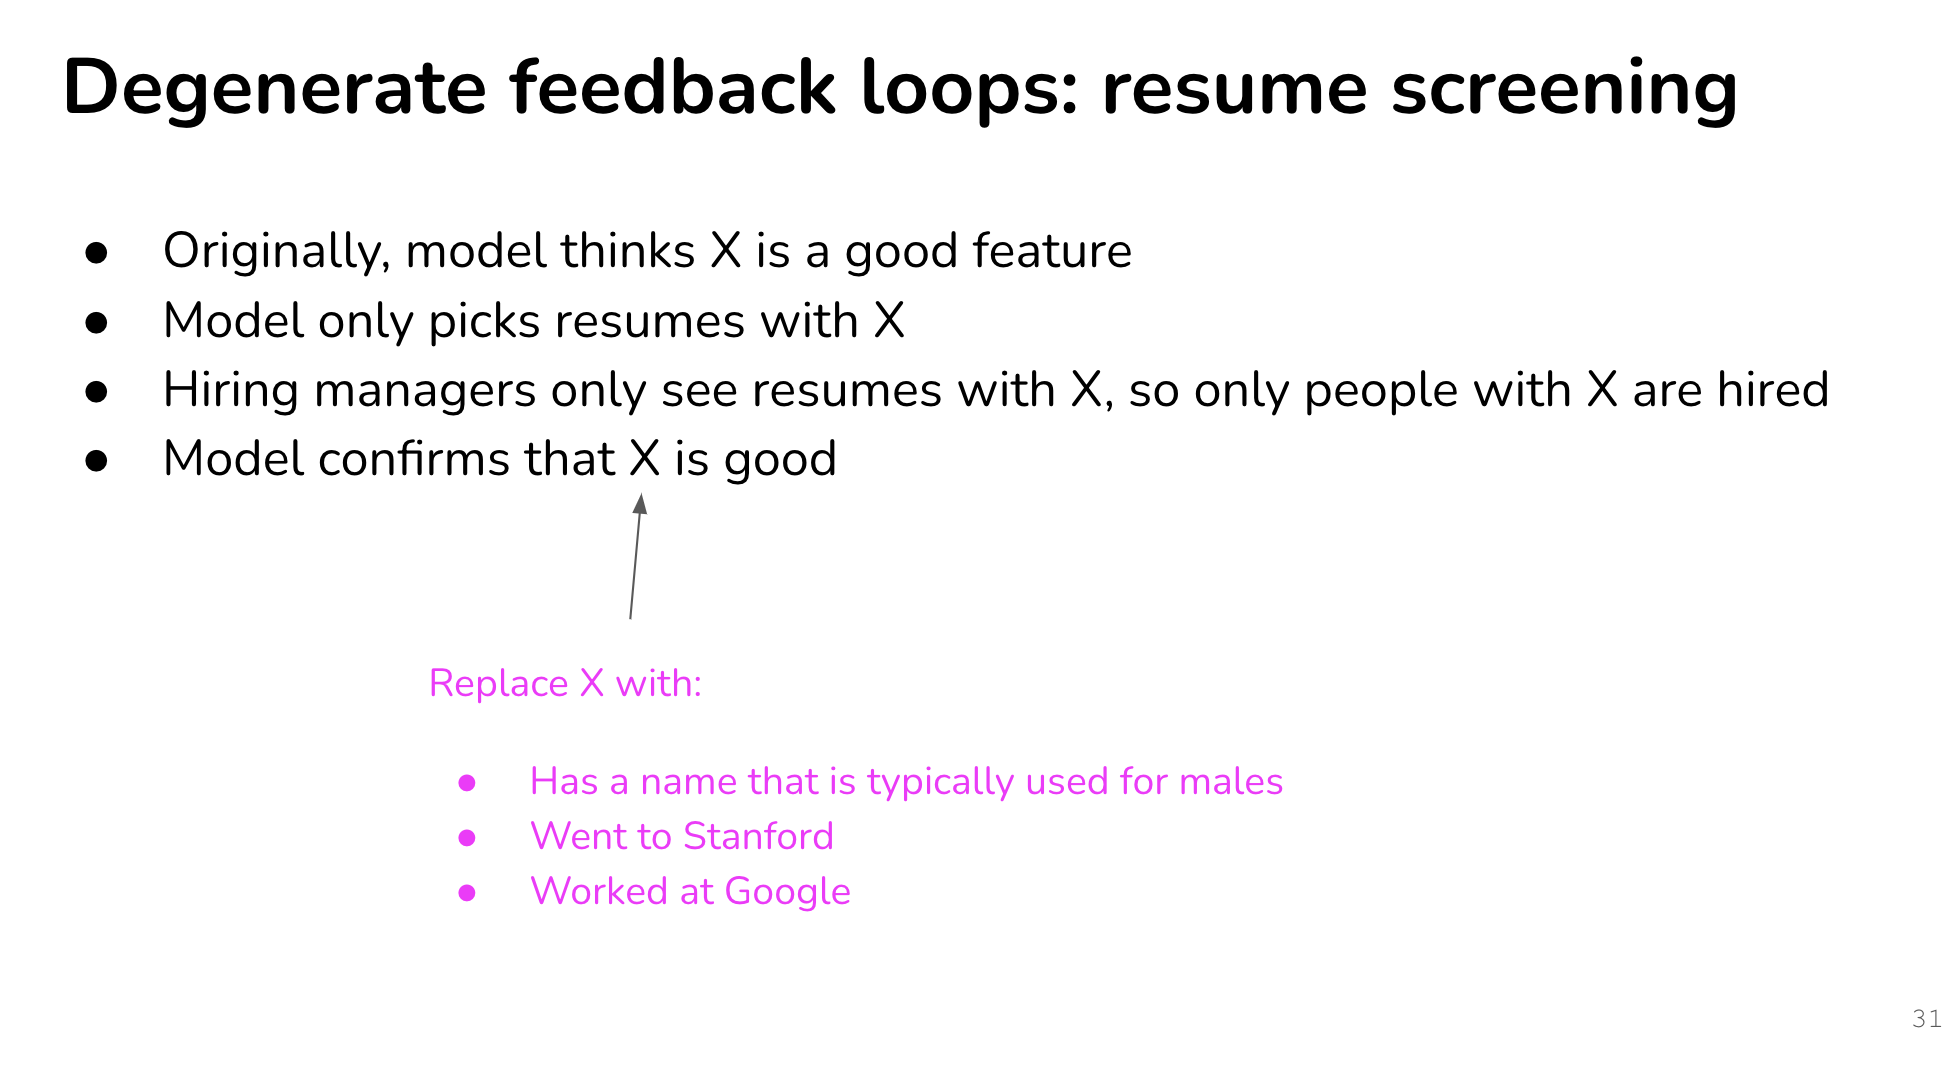 Degenerate feedback loops: resume screening
● Originally, model thinks X is a good feature
● Model only picks resumes with X
● Hiring managers only see resumes with X, so only people with X are hired
● Model confirms that X is good
Replace X with:
● Has a name that is typically used for males
● Went to Stanford
● Worked at Google
31